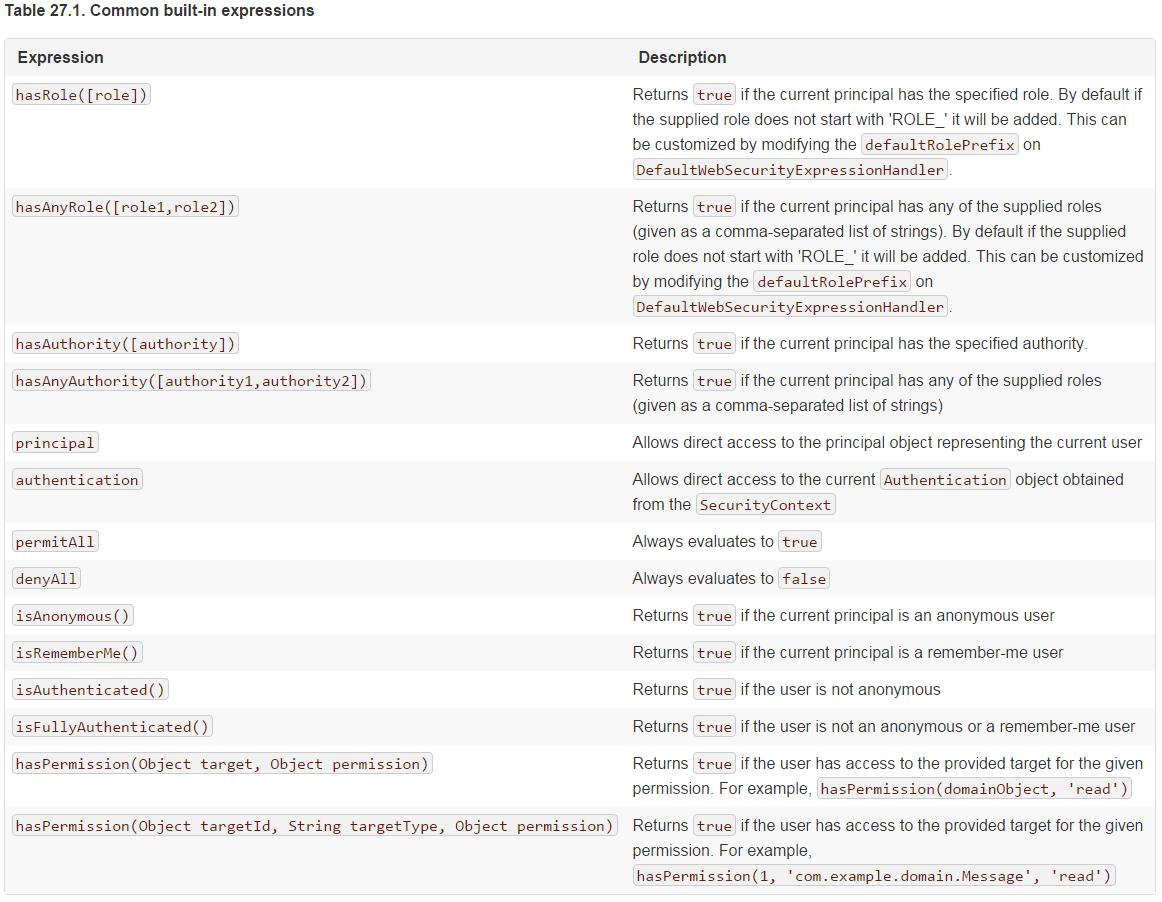 Table 27.1. Common built-in expressions
Expression Description
hasRole([role]) Returns true if the current principal has the specified role. By default if
the supplied role does not start with 'ROLE_' it will be added. This can
be customized by modifying the defaultRolePrefix on
DefaultWebSecurityExpressionHandler.
hasAnyRole([role1,role2]) Returns true if the current principal has any of the supplied roles
(given as a comma-separated list of strings). By default if the supplied
role does not start with 'ROLE_' it will be added. This can be customized
by modifying the defaultRolePrefix on
DefaultWebSecurityExpressionHandler.
hasAuthority([authority]) Returns true if the current principal has the specified authority.
hasAnyAuthority([authority1,authority2]) Returns true if the current principal has any of the supplied roles
(given as a comma-separated list of strings)
principal Allows direct access to the principal object representing the current user
authentication Allows direct access to the current Authentication object obtained
from the SecurityContext
permitAll Always evaluates to true
denyAll Always evaluates to false
isAnonymous() Returns true if the current principal is an anonymous user
isRememberMe() Returns true if the current principal is a remember-me user
isAuthenticated() Returns true if the user is not anonymous
isFullyAuthenticated() Returns true if the user is not an anonymous or a remember-me user
hasPermission(Object target, Object permission) Returns true if the user has access to the provided target for the given
permission. For example, hasPermission(domainObject, 'read')
hasPermission(Object targetId, String targetType, Object permission) Returns true if the user has access to the provided target for the given
permission. For example,
hasPermission(1, 'com.example.domain.Message', 'read')